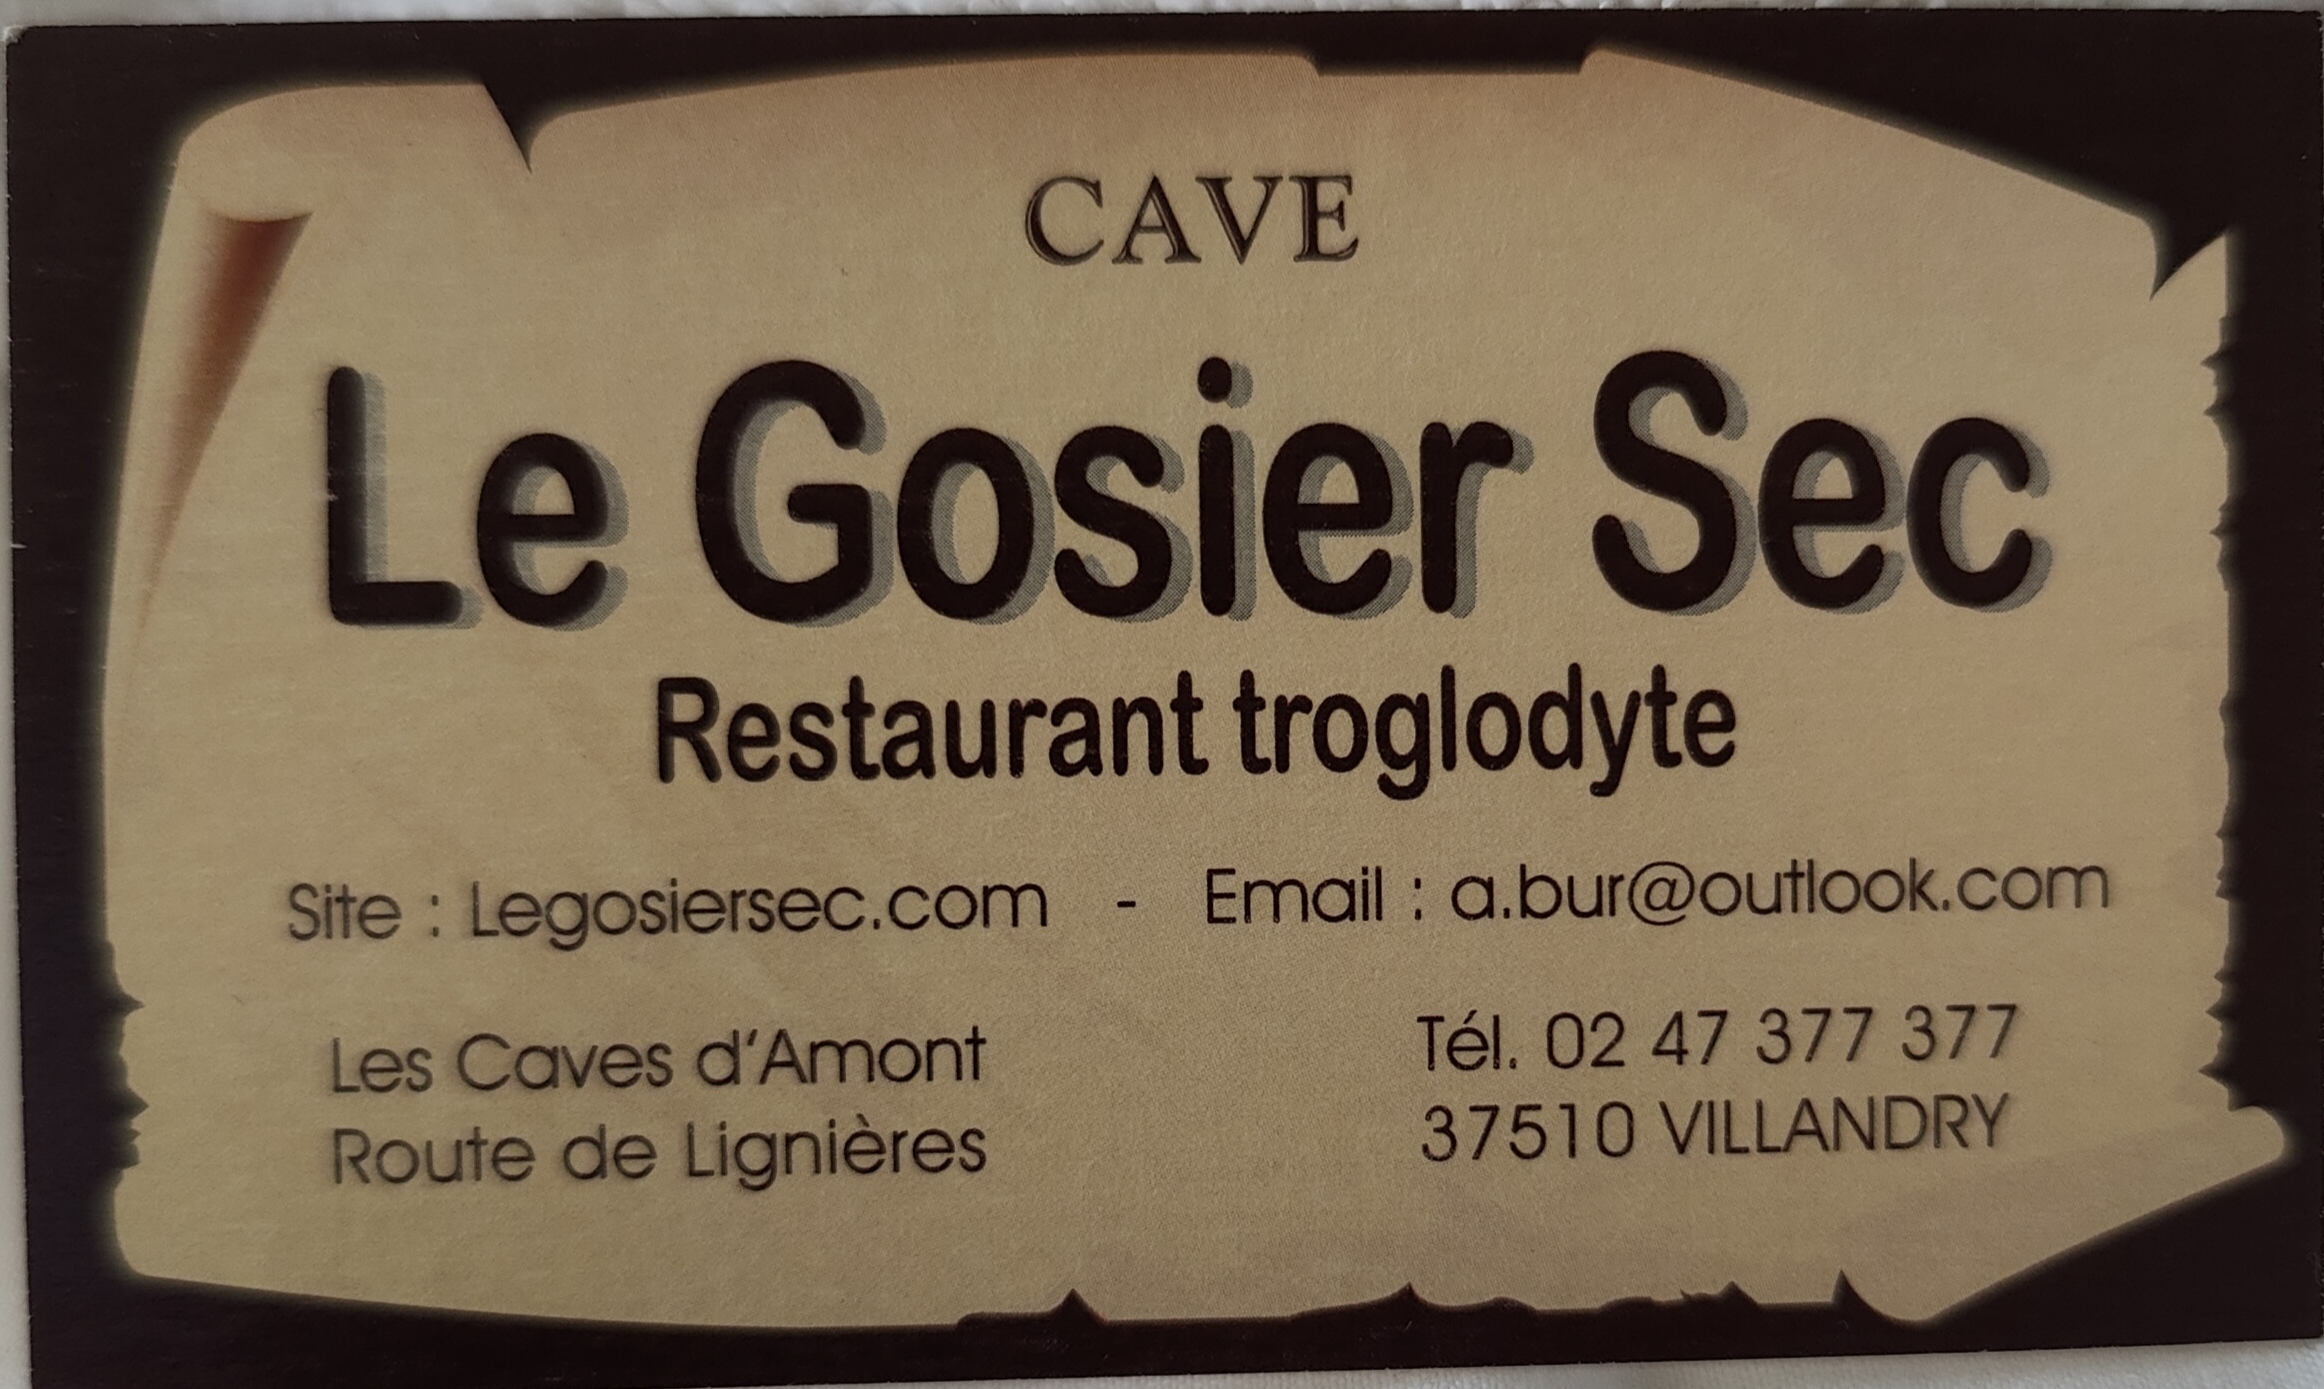 CAVE
Le Gosier Sec
Restaurant troglodyte
Site : Legosiersec.com - Email : a.bur@outlook.com
Les Caves d'Amont
Route de Lignières
Tél. 02 47 377 377
37510 VILLANDRY